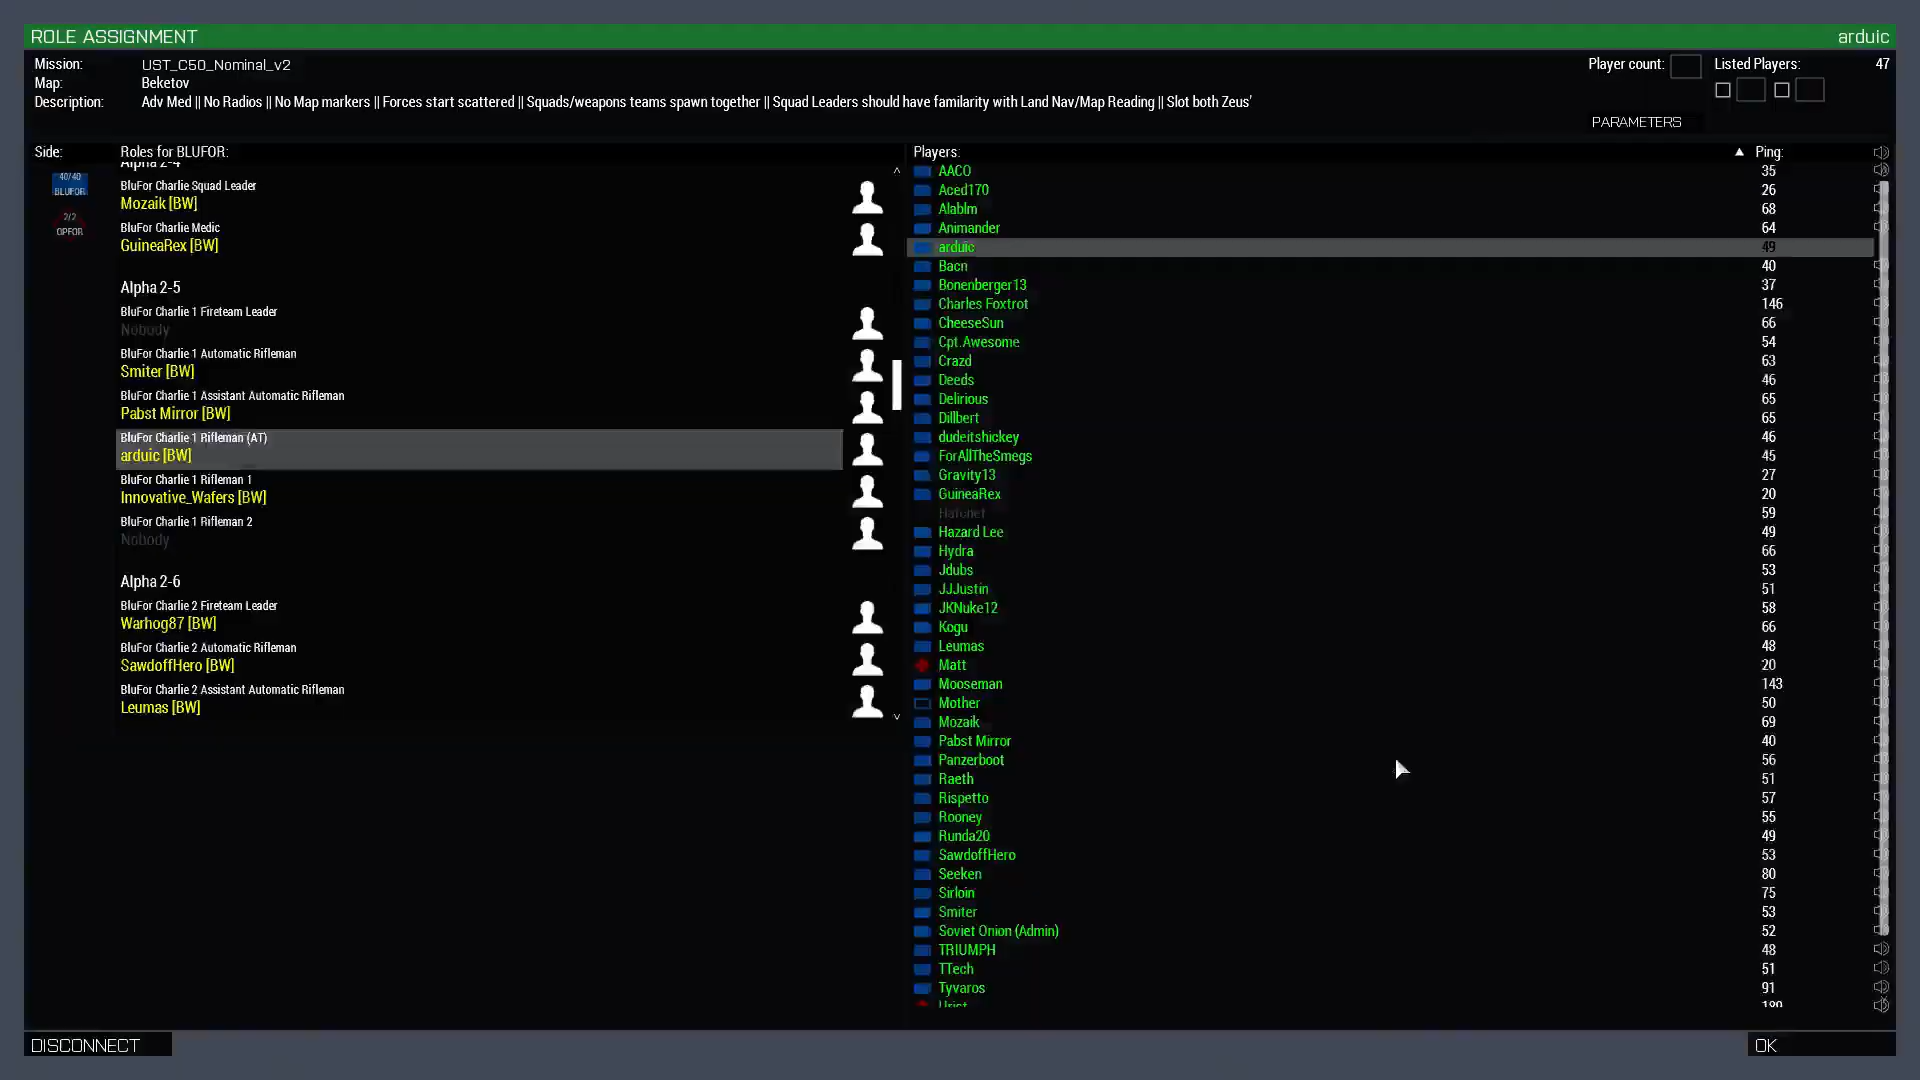 ROLE ASSIGNMENT
arduic
Mission: UST_C50_Nominal_v2
Player count:
Listed Players: 47
Map: Beketov
Description: Adv Med || No Radios || No Map markers || Forces start scattered || Squads/weapons teams spawn together || Squad Leaders should have familarity with Land Nav/Map Reading || Slot both Zeus'
PARAMETERS
Side:
40/40
BLUFOR
2/2
OPFOR
Roles for BLUFOR:
Alpha 2-4
BluFor Charlie Squad Leader
Mozaik [BW]
BluFor Charlie Medic
GuineaRex [BW]
Alpha 2-5
BluFor Charlie 1 Fireteam Leader
Nobody
BluFor Charlie 1 Automatic Rifleman
Smiter [BW]
BluFor Charlie 1 Assistant Automatic Rifleman
Pabst Mirror [BW]
BluFor Charlie 1 Rifleman (AT)
arduic [BW]
BluFor Charlie 1 Rifleman 1
Innovative_Wafers [BW]
BluFor Charlie 1 Rifleman 2
Nobody
Alpha 2-6
BluFor Charlie 2 Fireteam Leader
Warhog87 [BW]
BluFor Charlie 2 Automatic Rifleman
SawdoffHero [BW]
BluFor Charlie 2 Assistant Automatic Rifleman
Leumas [BW]
Players: Ping:
AACO 35
Aced170 26
Alablm 68
Animander 64
arduic 49
Bacn 40
Bonenberger13 37
Charles Foxtrot 146
CheeseSun 66
Cpt.Awesome 54
Crazd 63
Deeds 46
Delirious 65
Dillbert 65
dudeitshickey 46
ForAllTheSmegs 45
Gravity13 27
GuineaRex 20
Hatchet 59
Hazard Lee 49
Hydra 66
Jdubs 53
JJJustin 51
JKNuke12 58
Kogu 66
Leumas 48
Matt 20
Mooseman 143
Mother 50
Mozaik 69
Pabst Mirror 40
Panzerboot 56
Raeth 51
Rispetto 57
Rooney 55
Runda20 49
SawdoffHero 53
Seeken 80
Sirloin 75
Smiter 53
Soviet Onion (Admin) 52
TRIUMPH 48
TTech 51
Tyvaros 91
DISCONNECT
OK